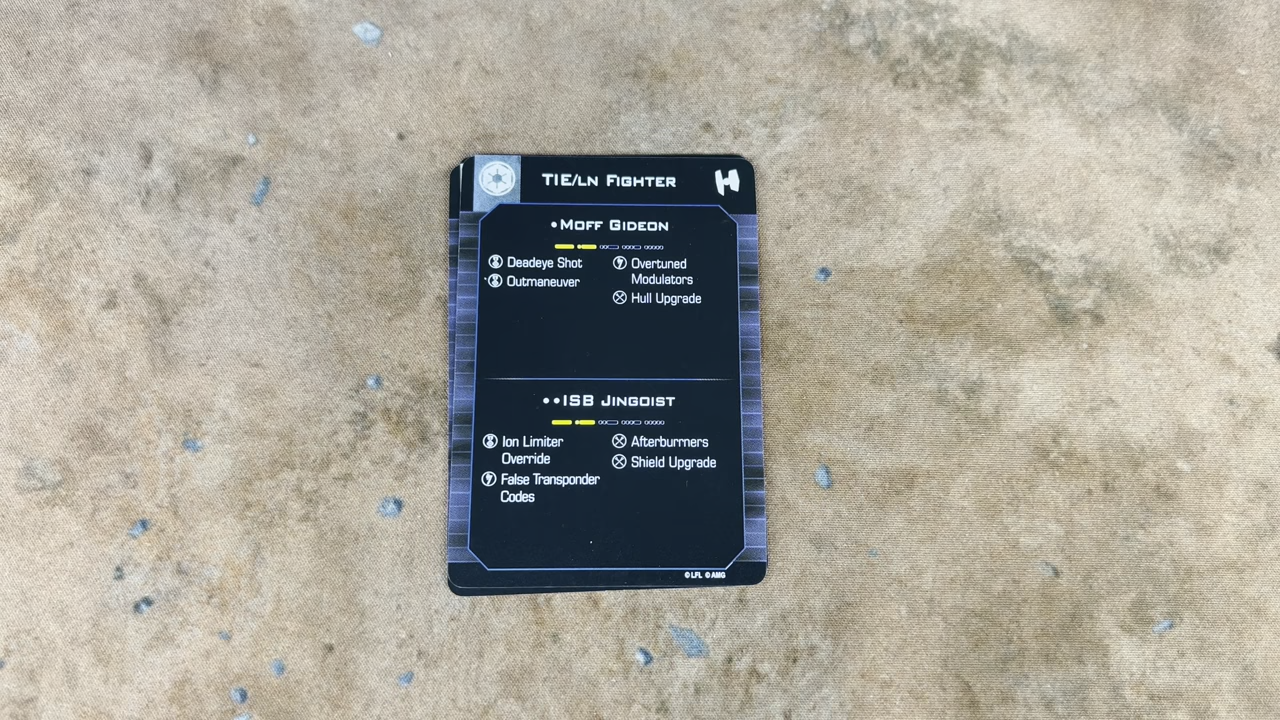 TIE/LN FIGHTER
•MOFF GIDEON
Deadeye Shot
Outmaneuver
Overtuned
Modulators
Hull Upgrade
••ISB JINGOIST
Ion Limiter
Override
False Transponder
Codes
Afterburners
Shield Upgrade
© LFL © AMG